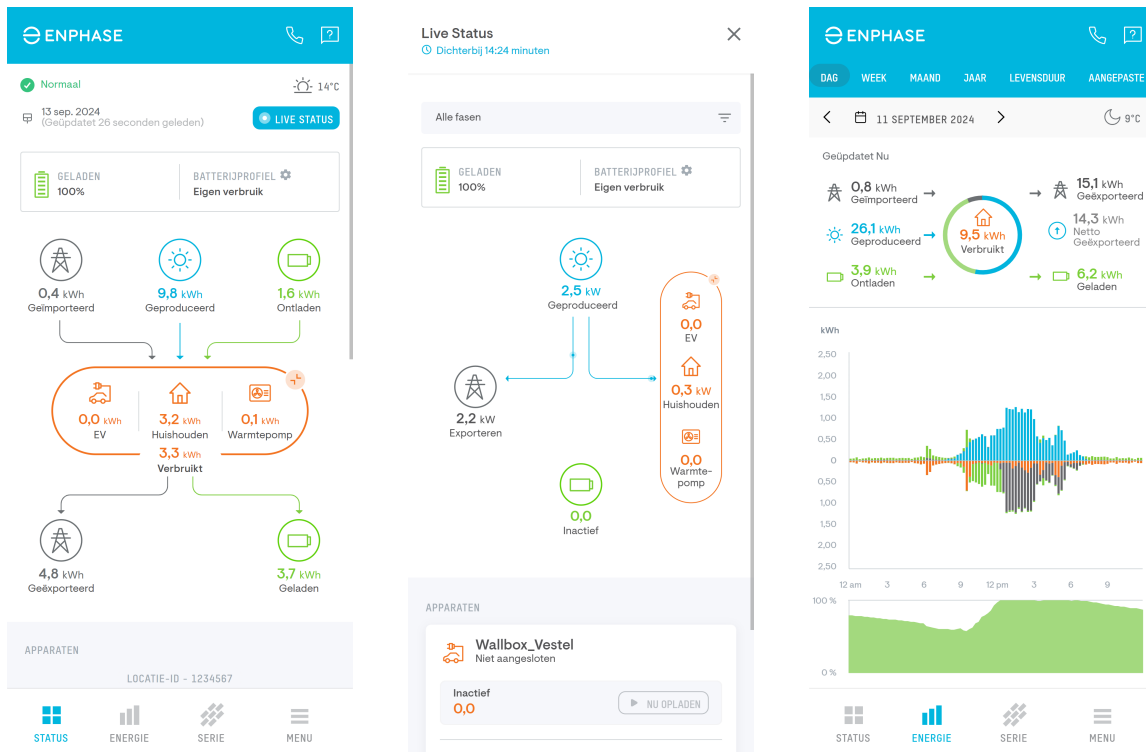 ENPHASE
Normaal
14°C
13 sep. 2024
(Geüpdatet 26 seconden geleden)
LIVE STATUS
GELADEN
100%
BATTERIJPROFIEL
Eigen verbruik
0,4 kWh
Geïmporteerd
9,8 kWh
Geproduceerd
1,6 kWh
Ontladen
0,0 kWh
EV
3,2 kWh
Huishouden
0,1 kWh
Warmtepomp
3,3 kWh
Verbruikt
4,8 kWh
Geëxporteerd
3,7 kWh
Geladen
APPARATEN
LOCATIE-ID - 1234567
STATUS
ENERGIE
SERIE
MENU
Live Status
Dichterbij 14:24 minuten
Alle fasen
GELADEN
100%
BATTERIJPROFIEL
Eigen verbruik
2,5 kW
Geproduceerd
0,0
EV
0,3 kW
Huishouden
0,0
Warmte-
pomp
2,2 kW
Exporteren
0,0
Inactief
APPARATEN
Wallbox_Vestel
Niet aangesloten
Inactief
0,0
NU OPLADEN
ENPHASE
DAG WEEK MAAND JAAR LEVENSDUUR AANGEPASTE
11 SEPTEMBER 2024
9°C
Geüpdatet Nu
0,8 kWh
Geïmporteerd
26,1 kWh
Geproduceerd
3,9 kWh
Ontladen
9,5 kWh
Verbruikt
15,1 kWh
Geëxporteerd
14,3 kWh
Netto
Geëxporteerd
6,2 kWh
Geladen
kWh
2,50
2,00
1,50
1,00
0,50
0
0,50
1,00
1,50
2,00
2,50
12 am 3 6 9 12 pm 3 6 9
100 %
0 %
STATUS
ENERGIE
SERIE
MENU